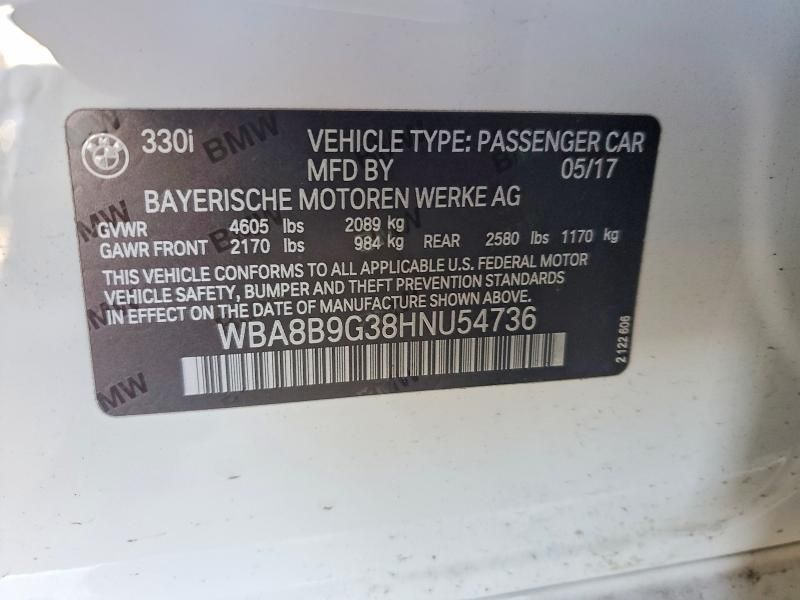 BMW
330i VEHICLE TYPE: PASSENGER CAR
MFD BY 05/17
BAYERISCHE MOTOREN WERKE AG
GVWR 4605 lbs 2089 kg
GAWR FRONT 2170 lbs 984 kg REAR 2580 lbs 1170 kg
THIS VEHICLE CONFORMS TO ALL APPLICABLE U.S. FEDERAL MOTOR
VEHICLE SAFETY, BUMPER AND THEFT PREVENTION STANDARDS
IN EFFECT ON THE DATE OF MANUFACTURE SHOWN ABOVE.
WBA8B9G38HNU54736
2 122 606